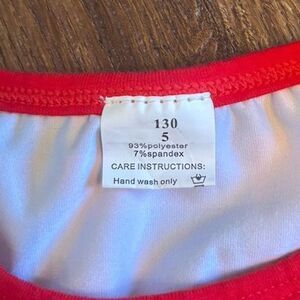 130
5
93%polyester
7%spandex
CARE INSTRUCTIONS:
Hand wash only